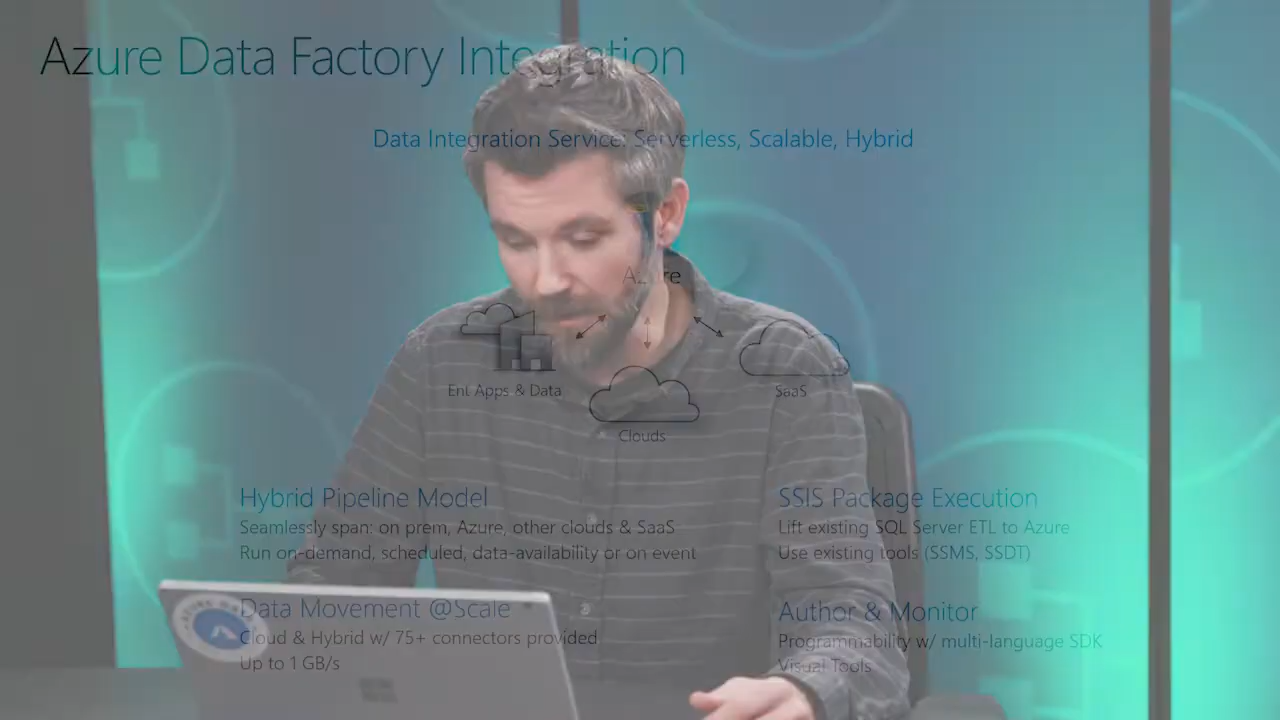 Azure Data Factory Integration
Data Integration Service: Serverless, Scalable, Hybrid
Azure
Ent Apps & Data
SaaS
Clouds
Hybrid Pipeline Model
Seamlessly span: on prem, Azure, other clouds & SaaS
Run on-demand, scheduled, data-availability or on event
SSIS Package Execution
Lift existing SQL Server ETL to Azure
Use existing tools (SSMS, SSDT)
Data Movement @Scale
Cloud & Hybrid w/ 75+ connectors provided
Up to 1 GB/s
Author & Monitor
Programmability w/ multi-language SDK
Visual Tools